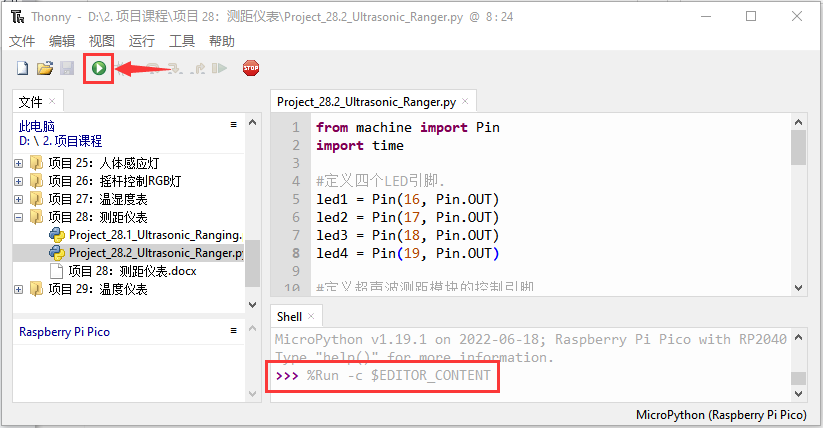 Thonny - D:\2. 项目课程\项目 28：测距仪表\Project_28.2_Ultrasonic_Ranger.py @ 8 : 24
文件 编辑 视图 运行 工具 帮助
STOP
文件
此电脑
D: \ 2. 项目课程
项目 25：人体感应灯
项目 26：摇杆控制RGB灯
项目 27：温湿度表
项目 28：测距仪表
Project_28.1_Ultrasonic_Ranging.
Project_28.2_Ultrasonic_Ranger.py
项目 28：测距仪表.docx
项目 29：温度仪表
Raspberry Pi Pico
Project_28.2_Ultrasonic_Ranger.py
1 from machine import Pin
2 import time
3
4 #定义四个LED引脚.
5 led1 = Pin(16, Pin.OUT)
6 led2 = Pin(17, Pin.OUT)
7 led3 = Pin(18, Pin.OUT)
8 led4 = Pin(19, Pin.OUT)
9
10 #定义超声波测距模块的控制引脚
Shell
MicroPython v1.19.1 on 2022-06-18; Raspberry Pi Pico with RP2040
Type "help()" for more information.
>>> %Run -c $EDITOR_CONTENT
MicroPython (Raspberry Pi Pico)